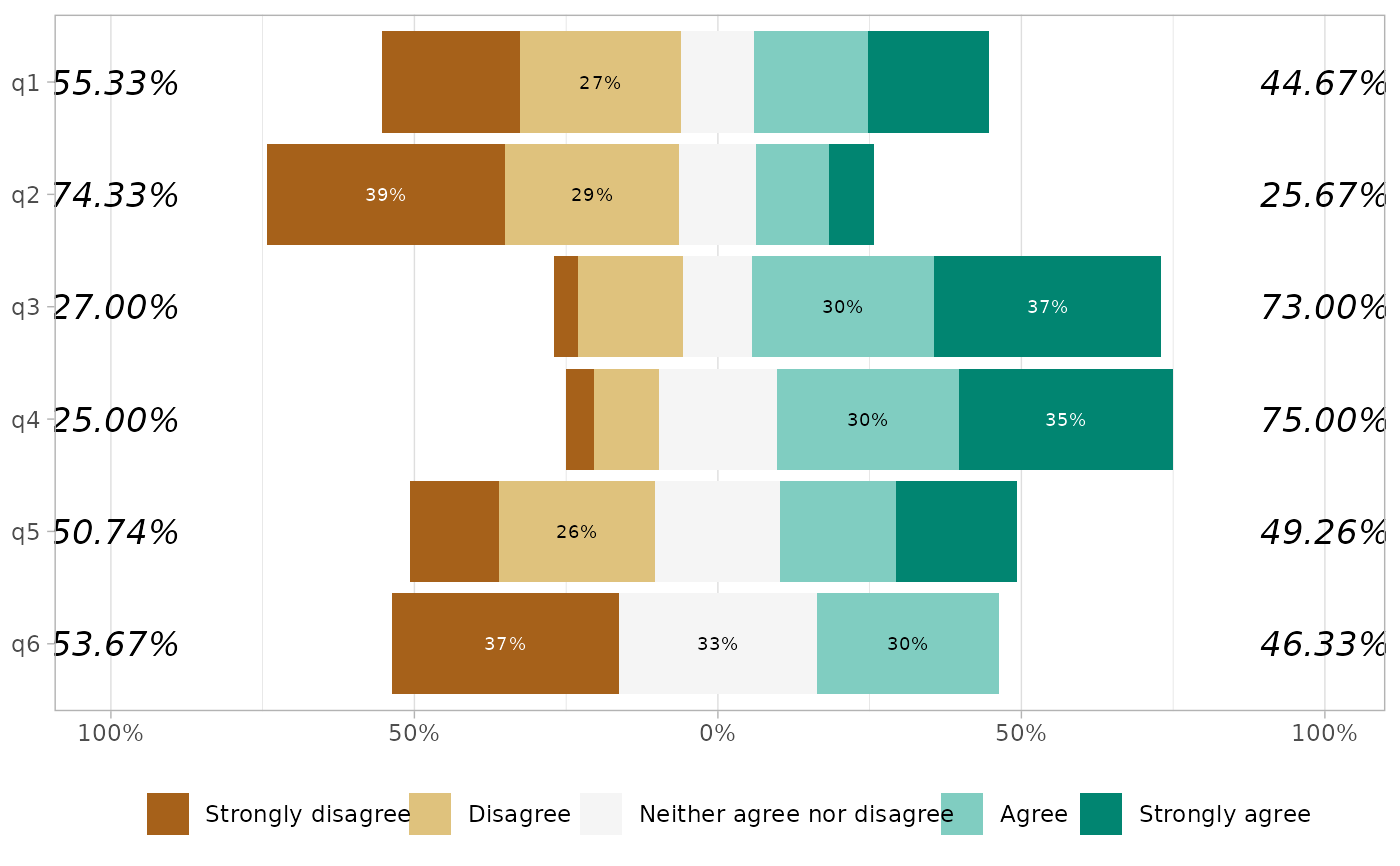 q1 55.33% 27% 44.67%
q2 74.33% 39% 29% 25.67%
q3 27.00% 30% 37% 73.00%
q4 25.00% 30% 35% 75.00%
q5 50.74% 26% 49.26%
q6 53.67% 37% 33% 30% 46.33%
100% 50% 0% 50% 100%
Strongly disagree Disagree Neither agree nor disagree Agree Strongly agree